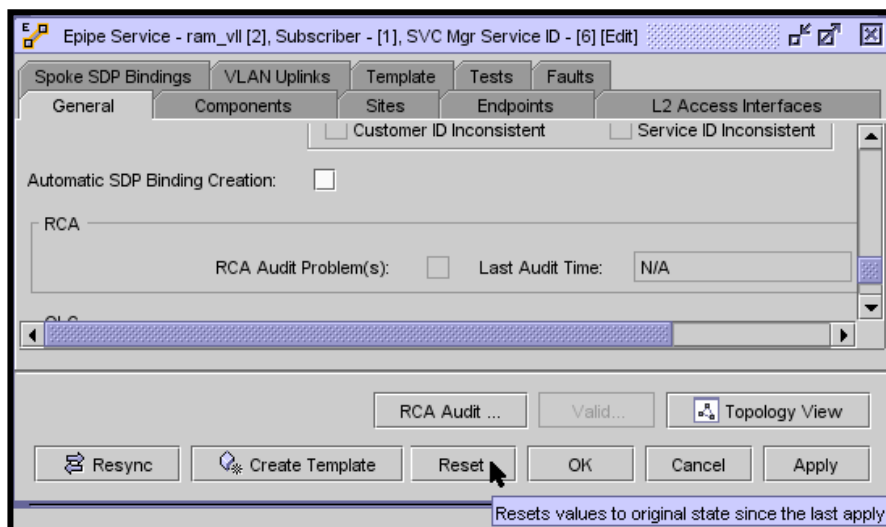 E Epipe Service - ram_vll [2], Subscriber - [1], SVC Mgr Service ID - [6] [Edit]
Spoke SDP Bindings VLAN Uplinks Template Tests Faults
General Components Sites Endpoints L2 Access Interfaces
Customer ID Inconsistent Service ID Inconsistent
Automatic SDP Binding Creation:
RCA
RCA Audit Problem(s): Last Audit Time: N/A
RCA Audit ... Valid... Topology View
Resync Create Template Reset OK Cancel Apply
Resets values to original state since the last apply